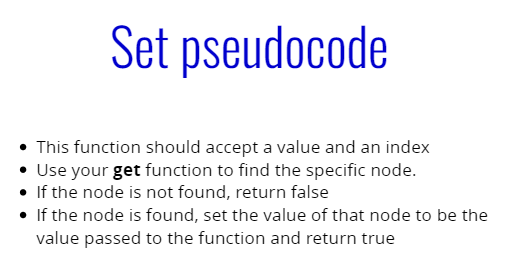 Set pseudocode
• This function should accept a value and an index
• Use your get function to find the specific node.
• If the node is not found, return false
• If the node is found, set the value of that node to be the
value passed to the function and return true